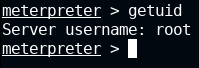 meterpreter > getuid
Server username: root
meterpreter >